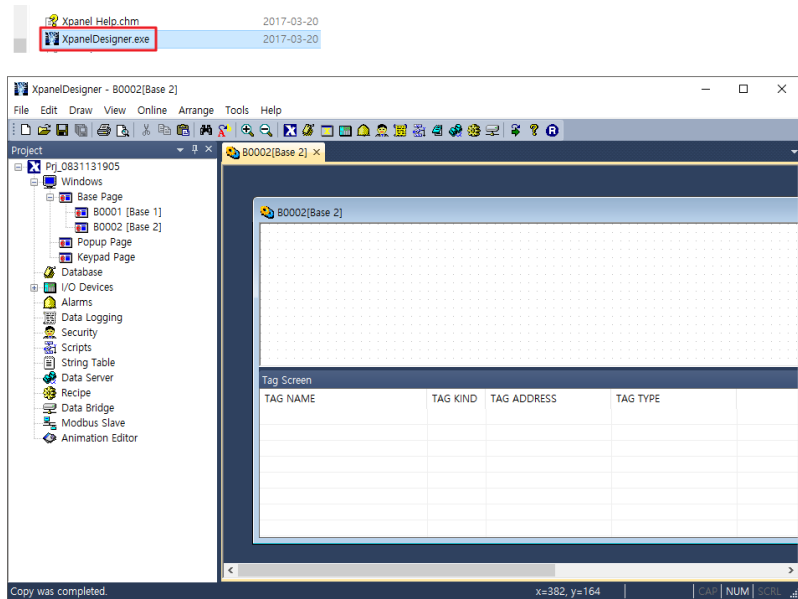 Xpanel Help.chm 2017-03-20
XpanelDesigner.exe 2017-03-20
XpanelDesigner - B0002[Base 2]
File Edit Draw View Online Arrange Tools Help
Project
B0002[Base 2]
Prj_0831131905
Windows
Base Page
B0001 [Base 1]
B0002 [Base 2]
Popup Page
Keypad Page
Database
I/O Devices
Alarms
Data Logging
Security
Scripts
String Table
Data Server
Recipe
Data Bridge
Modbus Slave
Animation Editor
B0002[Base 2]
Tag Screen
TAG NAME TAG KIND TAG ADDRESS TAG TYPE
Copy was completed. x=382, y=164 CAP NUM SCRL